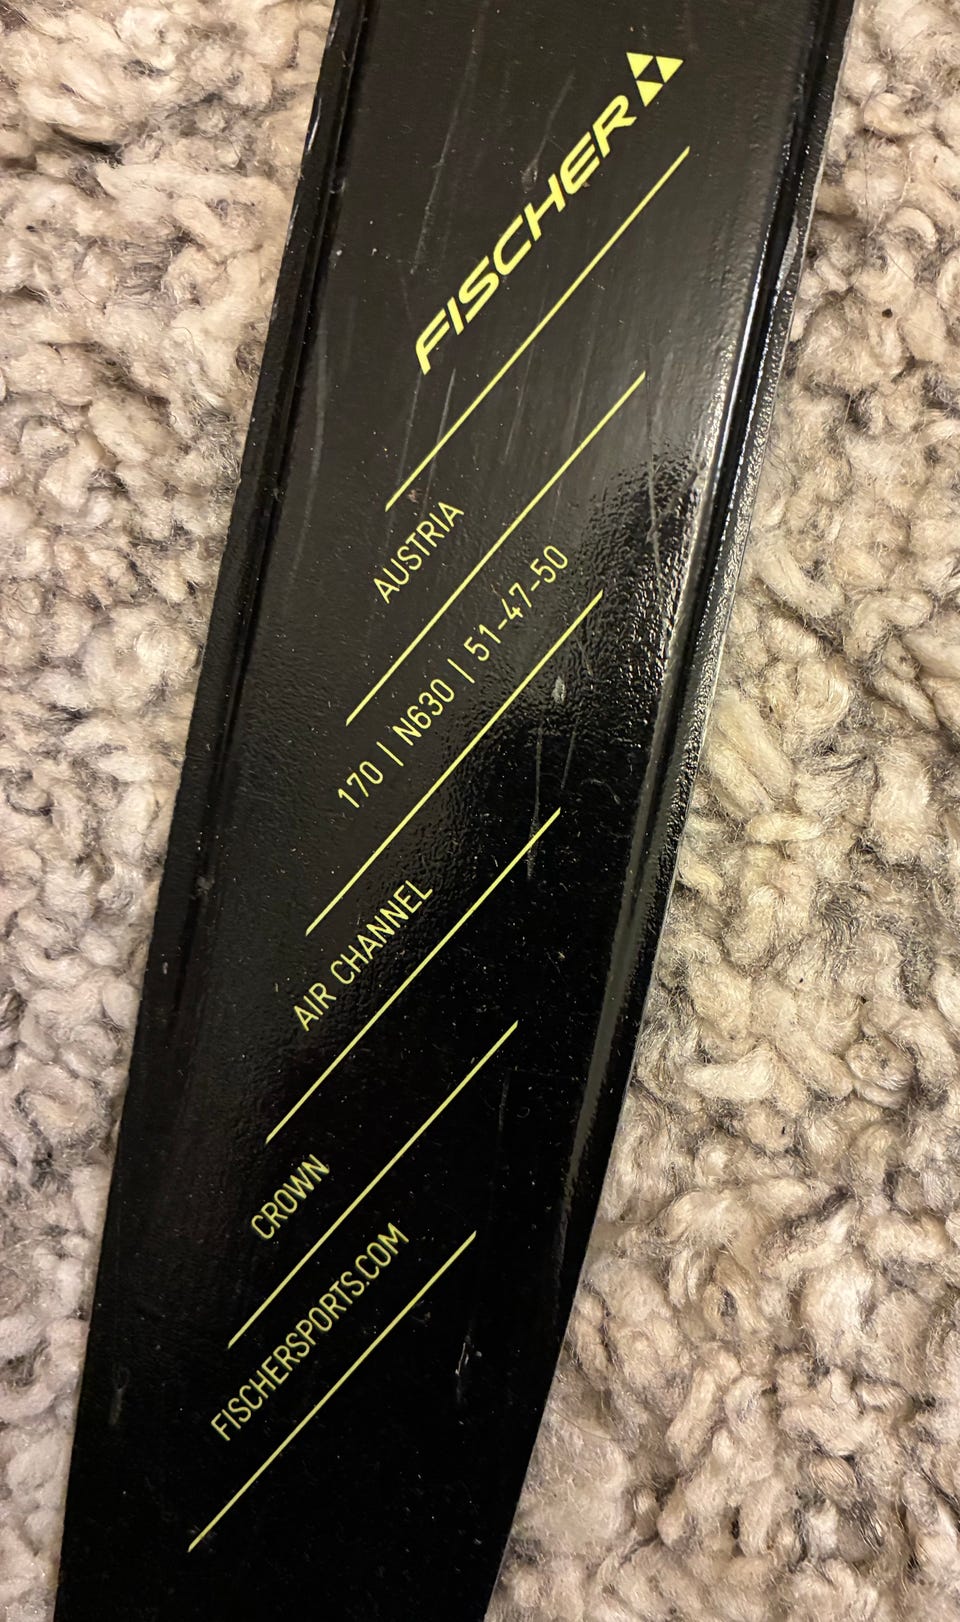 FISCHER
AUSTRIA
170 | N630 | 51-47-50
AIR CHANNEL
CROWN
FISCHERSPORTS.COM